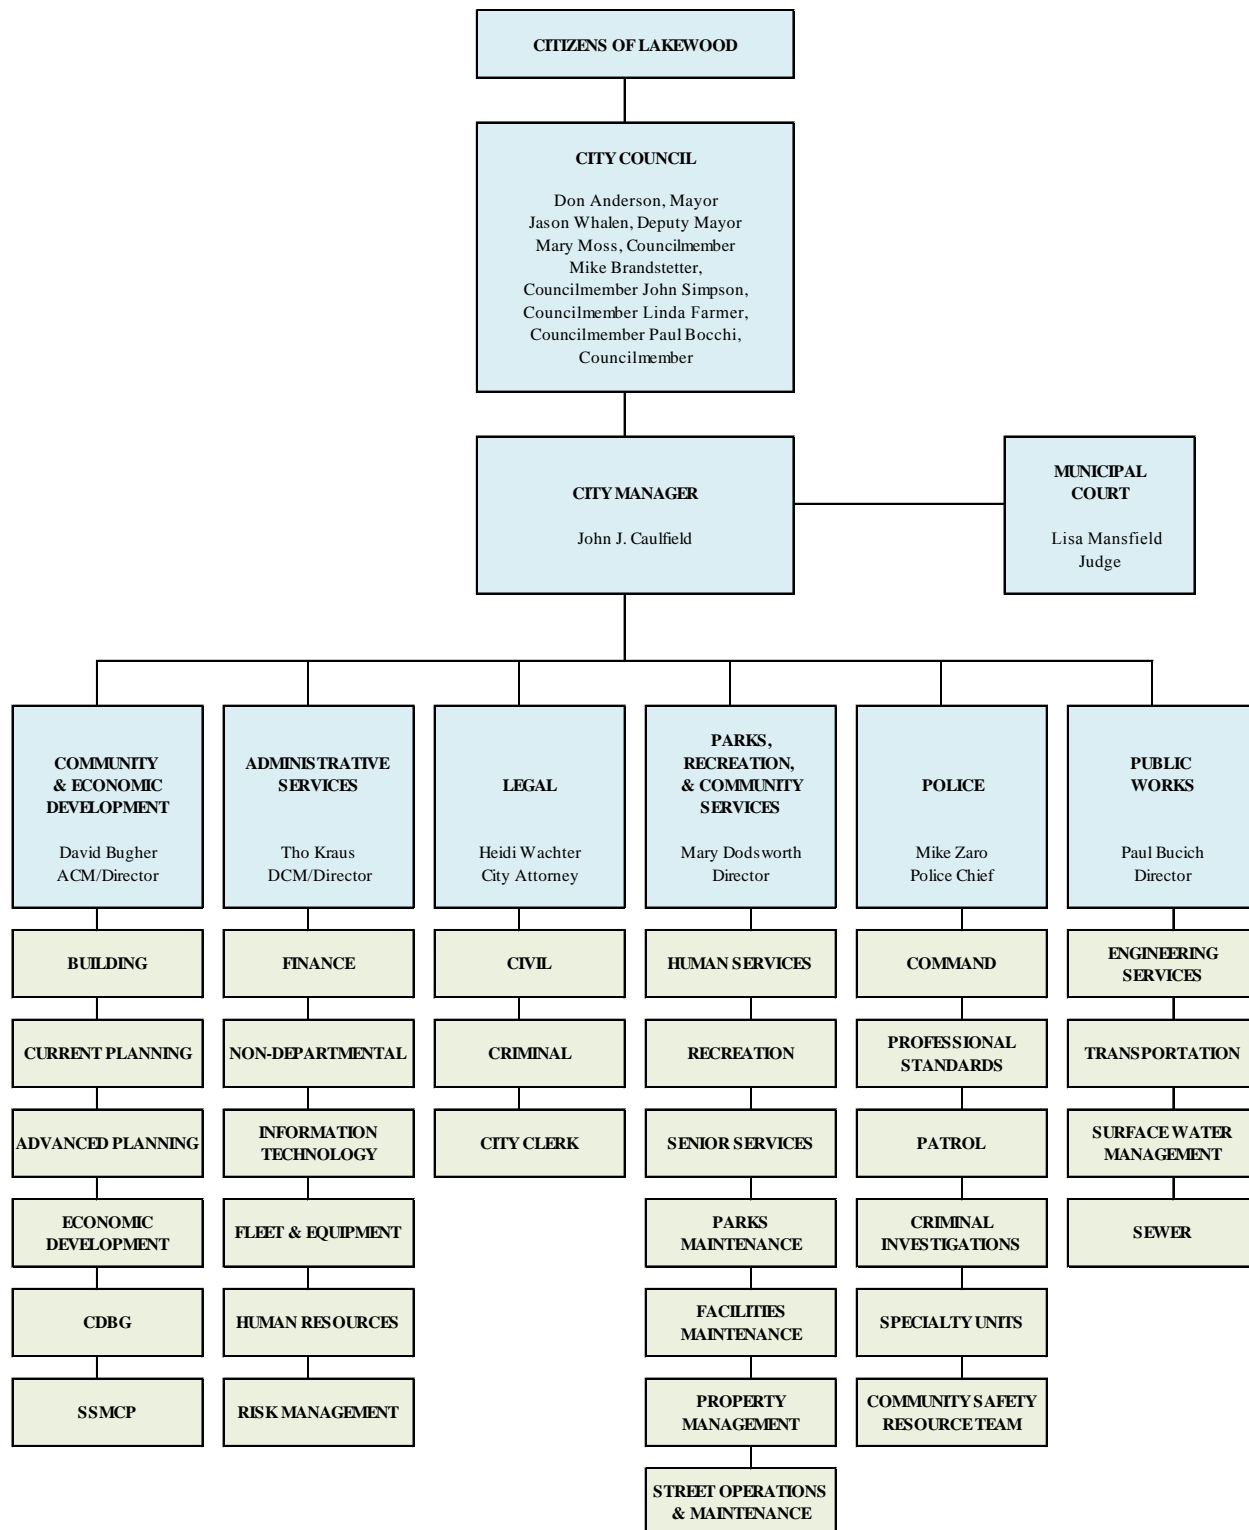 CITIZENS OF LAKEWOOD
CITY COUNCIL
Don Anderson, Mayor
Jason Whalen, Deputy Mayor
Mary Moss, Councilmember
Mike Brandstetter,
Councilmember John Simpson,
Councilmember Linda Farmer,
Councilmember Paul Bocchi,
Councilmember
CITY MANAGER
John J. Caulfield
MUNICIPAL
COURT
Lisa Mansfield
Judge
COMMUNITY
& ECONOMIC
DEVELOPMENT
David Bugher
ACM/Director
BUILDING
CURRENT PLANNING
ADVANCED PLANNING
ECONOMIC
DEVELOPMENT
CDBG
SSMCP
ADMINISTRATIVE
SERVICES
Tho Kraus
DCM/Director
FINANCE
NON-DEPARTMENTAL
INFORMATION
TECHNOLOGY
FLEET & EQUIPMENT
HUMAN RESOURCES
RISK MANAGEMENT
LEGAL
Heidi Wachter
City Attorney
CIVIL
CRIMINAL
CITY CLERK
PARKS,
RECREATION,
& COMMUNITY
SERVICES
Mary Dodsworth
Director
HUMAN SERVICES
RECREATION
SENIOR SERVICES
PARKS
MAINTENANCE
FACILITIES
MAINTENANCE
PROPERTY
MANAGEMENT
STREET OPERATIONS
& MAINTENANCE
POLICE
Mike Zaro
Police Chief
COMMAND
PROFESSIONAL
STANDARDS
PATROL
CRIMINAL
INVESTIGATIONS
SPECIALTY UNITS
COMMUNITY SAFETY
RESOURCE TEAM
PUBLIC
WORKS
Paul Bucich
Director
ENGINEERING
SERVICES
TRANSPORTATION
SURFACE WATER
MANAGEMENT
SEWER